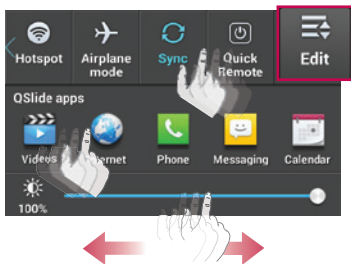 Hotspot
Airplane mode
Sync
Quick Remote
Edit
QSlide apps
Videos
Phone
Messaging
Calendar
100%